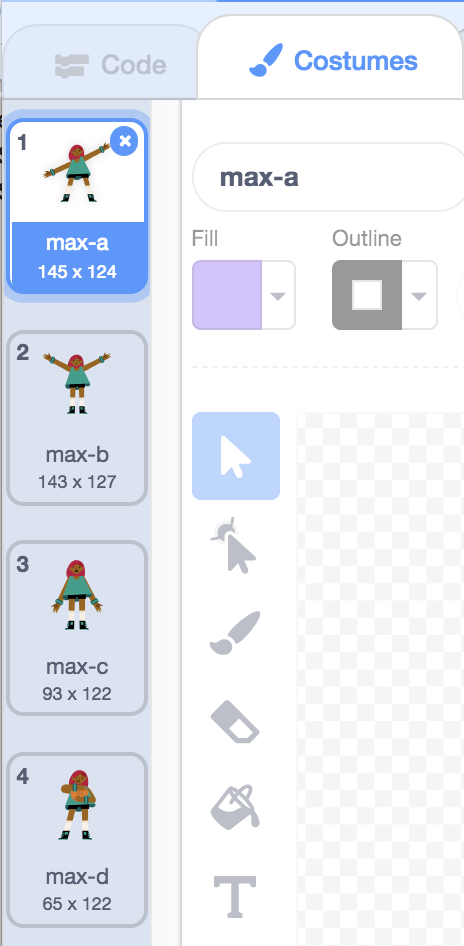 Code
Costumes
1
max-a
145 x 124
max-a
Fill
Outline
2
max-b
143 x 127
3
max-c
93 x 122
4
max-d
65 x 122
T